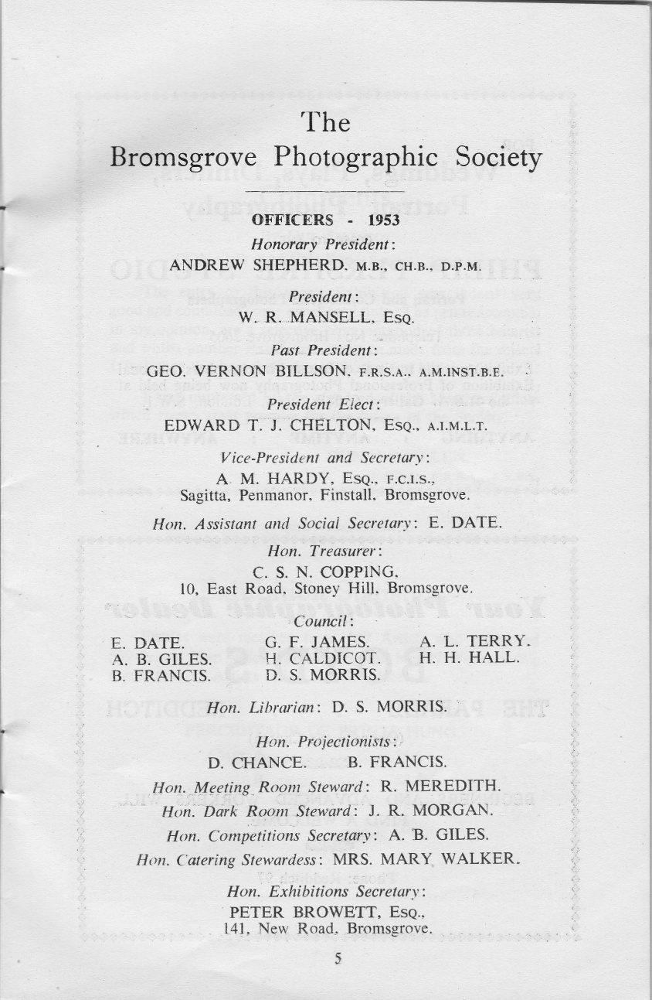 The
Bromsgrove Photographic Society
OFFICERS - 1953
Honorary President:
ANDREW SHEPHERD. M.B., CH.B., D.P.M.
President:
W. R. MANSELL, ESQ.
Past President:
GEO. VERNON BILLSON, F.R.S.A., A.M.INST.B.E.
President Elect:
EDWARD T. J. CHELTON, ESQ., A.I.M.L.T.
Vice-President and Secretary:
A. M. HARDY, ESQ., F.C.I.S.,
Sagitta, Penmanor, Finstall, Bromsgrove.
Hon. Assistant and Social Secretary: E. DATE.
Hon. Treasurer:
C. S. N. COPPING,
10, East Road, Stoney Hill, Bromsgrove.
Council:
E. DATE. G. F. JAMES. A. L. TERRY.
A. B. GILES. H. CALDICOT. H. H. HALL.
B. FRANCIS. D. S. MORRIS.
Hon. Librarian: D. S. MORRIS.
Hon. Projectionists:
D. CHANCE. B. FRANCIS.
Hon. Meeting Room Steward: R. MEREDITH.
Hon. Dark Room Steward: J. R. MORGAN.
Hon. Competitions Secretary: A. B. GILES.
Hon. Catering Stewardess: MRS. MARY WALKER.
Hon. Exhibitions Secretary:
PETER BROWETT, ESQ.,
141, New Road, Bromsgrove.
5